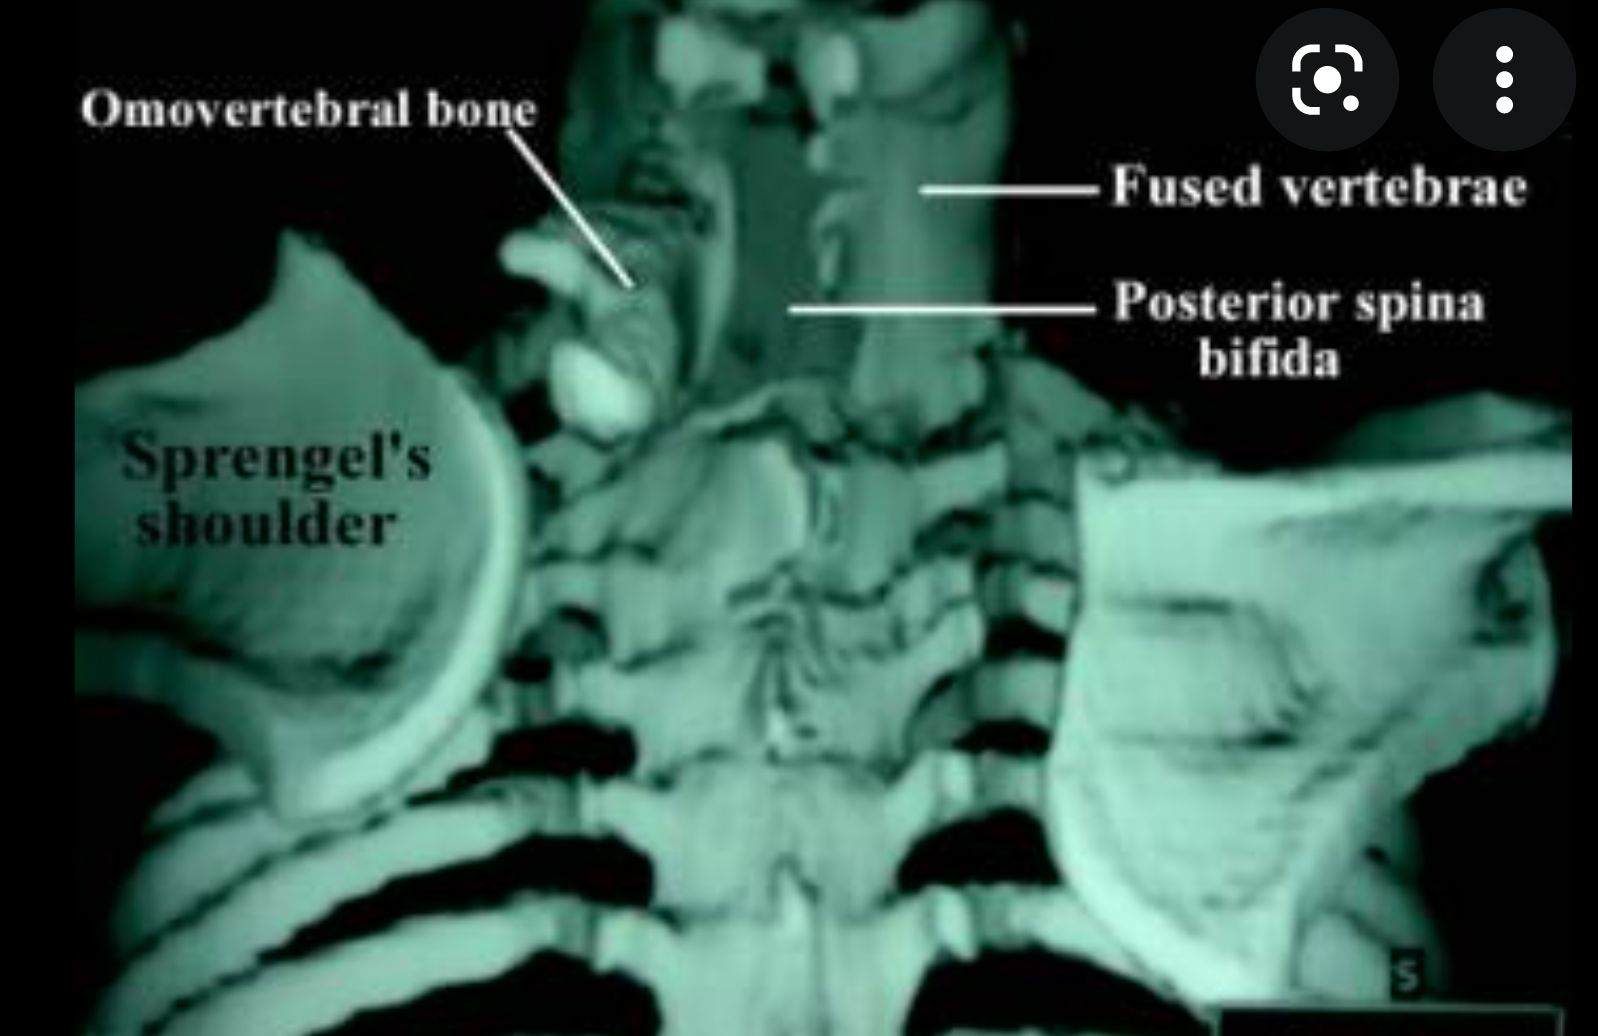 Omovertebral bone
Fused vertebrae
Posterior spina
bifida
Sprengel's
shoulder
S